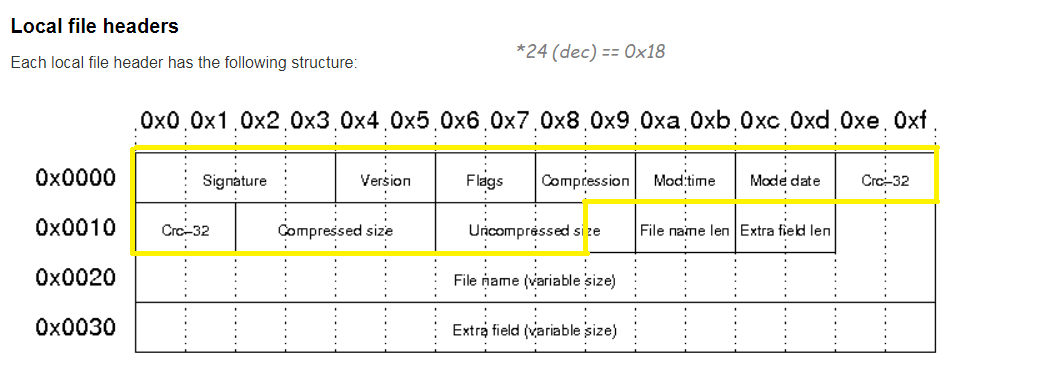 Local file headers
*24 (dec) == 0x18
Each local file header has the following structure:
0x0 0x1 0x2 0x3 0x4 0x5 0x6 0x7 0x8 0x9 0xa 0xb 0xc 0xd 0xe 0xf
0x0000 Signature Version Flags Compression Mod time Mode date Crc-32
0x0010 Crc-32 Compressed size Uncompressed size File name len Extra field len
0x0020 File name (variable size)
0x0030 Extra field (variable size)